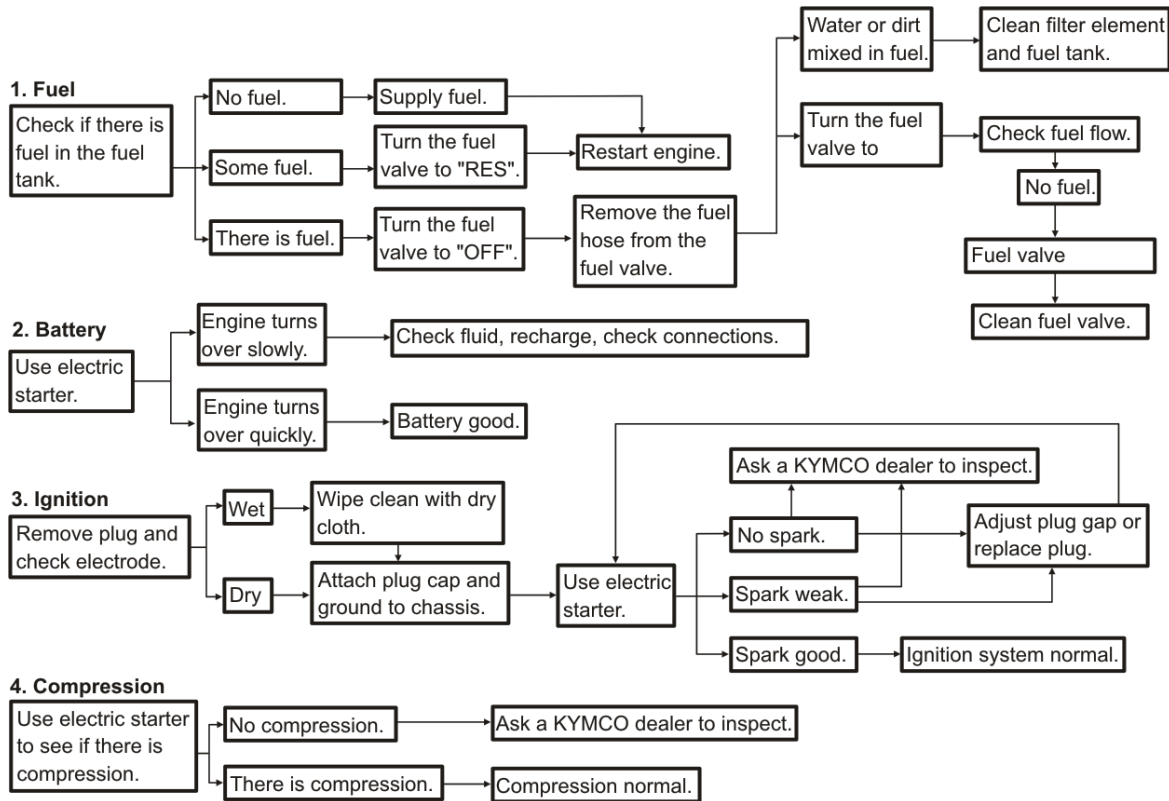 1. Fuel
Check if there is
fuel in the fuel
tank.
No fuel.
Supply fuel.
Some fuel.
Turn the fuel
valve to "RES".
Restart engine.
There is fuel.
Turn the fuel
valve to "OFF".
Remove the fuel
hose from the
fuel valve.
Water or dirt
mixed in fuel.
Clean filter element
and fuel tank.
Turn the fuel
valve to
Check fuel flow.
No fuel.
Fuel valve
Clean fuel valve.
2. Battery
Use electric
starter.
Engine turns
over slowly.
Check fluid, recharge, check connections.
Engine turns
over quickly.
Battery good.
3. Ignition
Remove plug and
check electrode.
Wet
Wipe clean with dry
cloth.
Dry
Attach plug cap and
ground to chassis.
Use electric
starter.
Ask a KYMCO dealer to inspect.
No spark.
Adjust plug gap or
replace plug.
Spark weak.
Spark good.
Ignition system normal.
4. Compression
Use electric starter
to see if there is
compression.
No compression.
Ask a KYMCO dealer to inspect.
There is compression.
Compression normal.